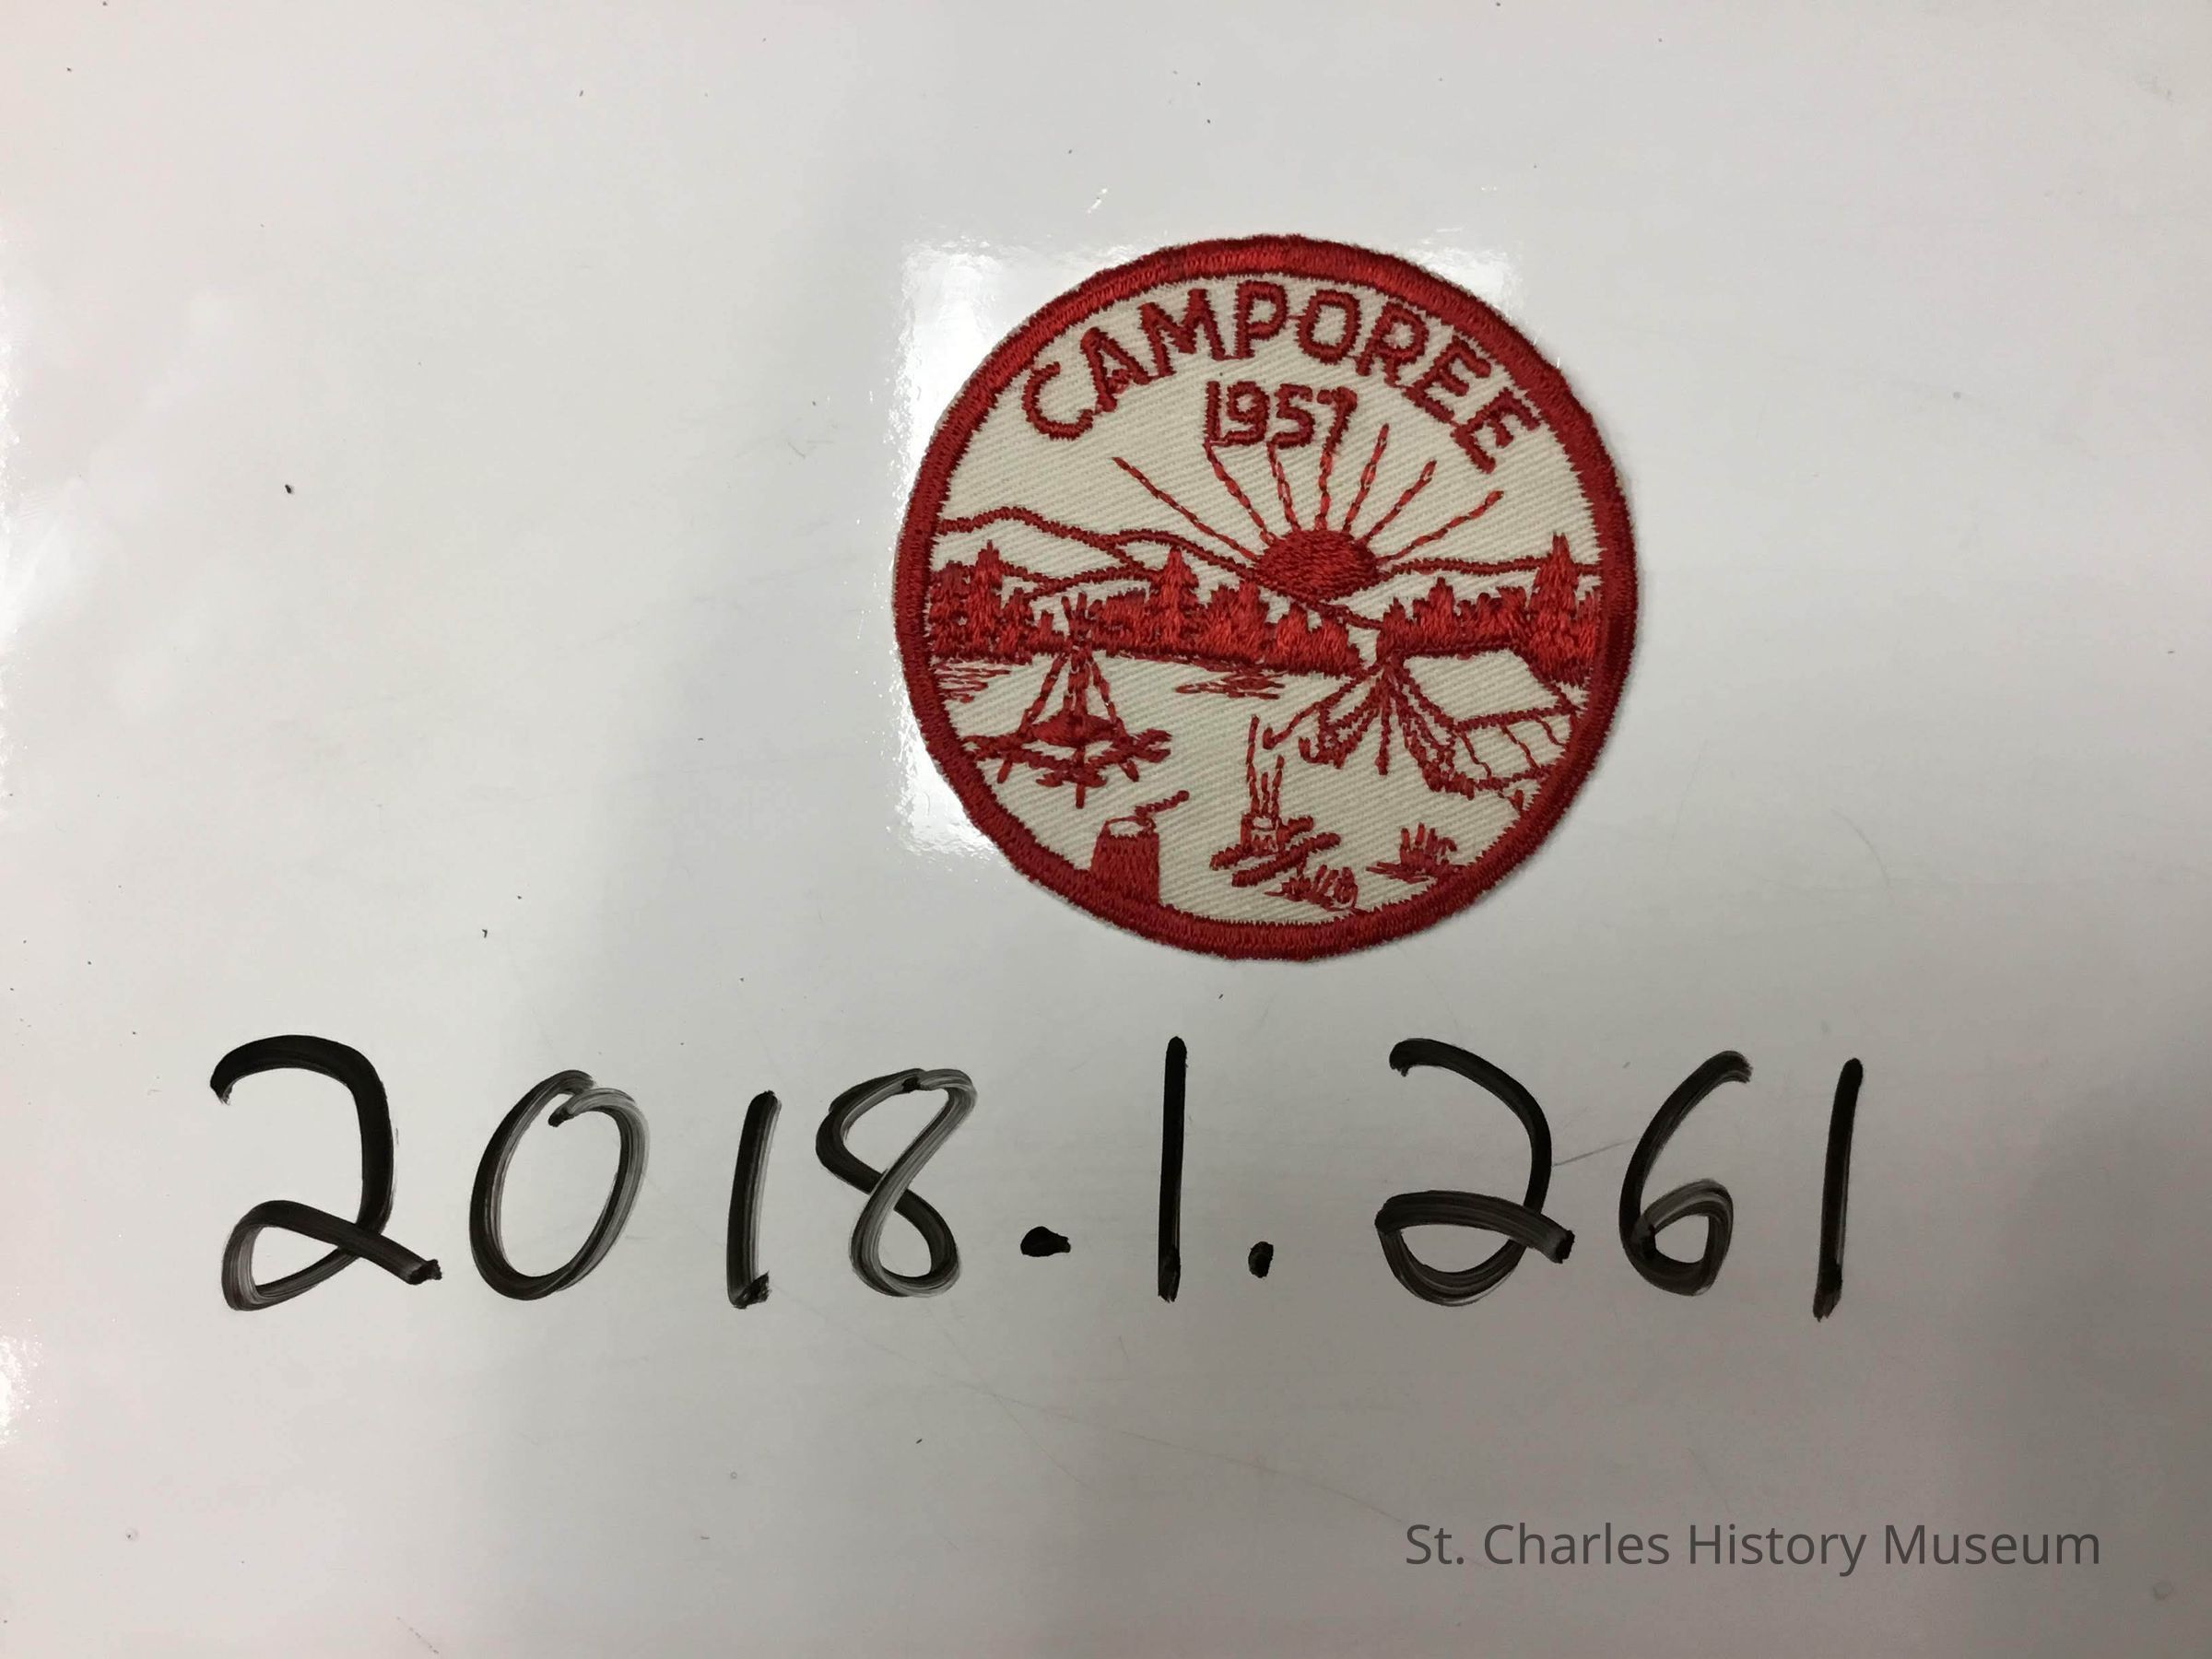 CAMPOREE
1957
2018.1.261
St. Charles History Museum